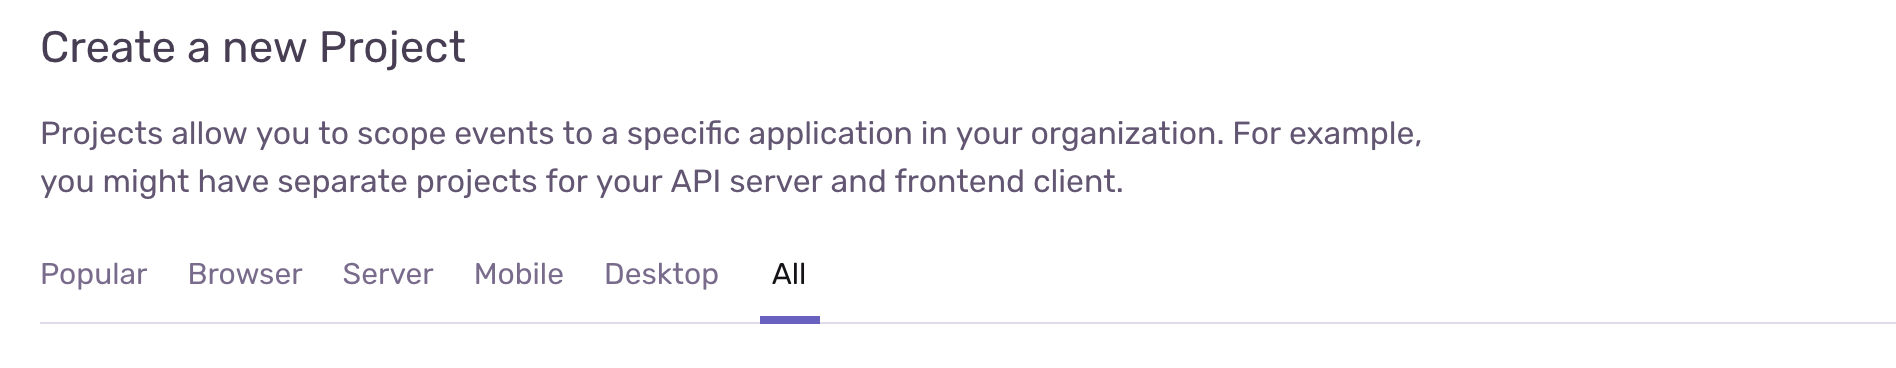 Create a new Project
Projects allow you to scope events to a specific application in your organization. For example,
you might have separate projects for your API server and frontend client.
Popular Browser Server Mobile Desktop All